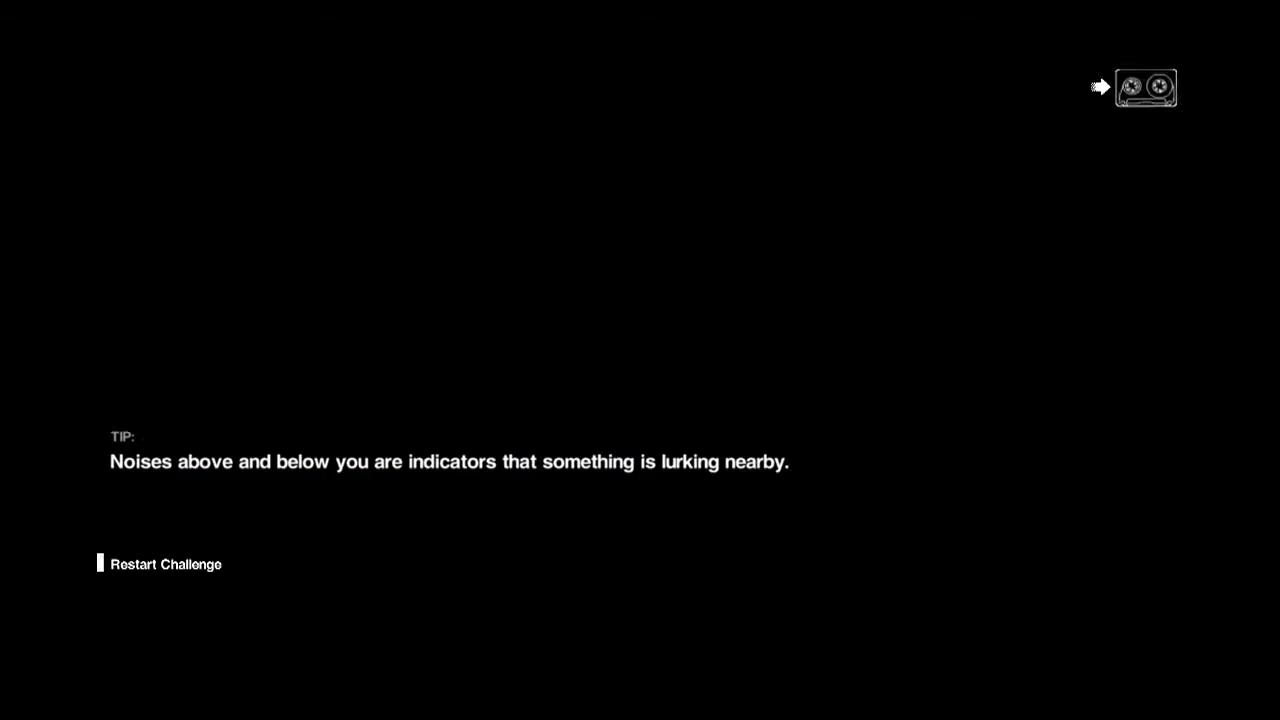 TIP:
Noises above and below you are indicators that something is lurking nearby.
Restart Challenge